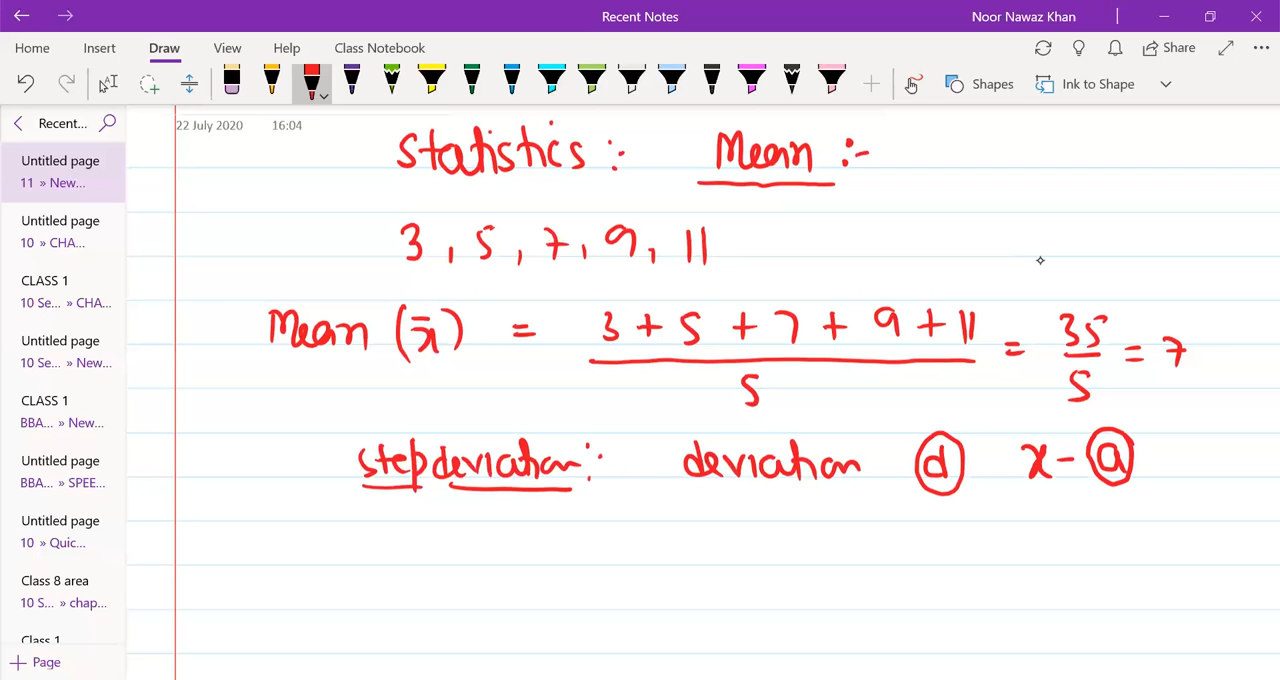 Recent Notes
Noor Nawaz Khan
Home Insert Draw View Help Class Notebook Share
Shapes Ink to Shape
Recent...
22 July 2020 16:04
Untitled page
11 » New...
Untitled page
10 » CHA...
CLASS 1
10 Se... » CHA...
Untitled page
10 Se... » New...
CLASS 1
BBA... » New...
Untitled page
BBA... » SPEE...
Untitled page
10 » Quic...
Class 8 area
10 S... » chap...
Class 1
Page
Statistics :- Mean :-
3, 5, 7, 9, 11
Mean (x̄) = 3 + 5 + 7 + 9 + 11 / 5 = 35 / 5 = 7
step deviation :- deviation d x - a